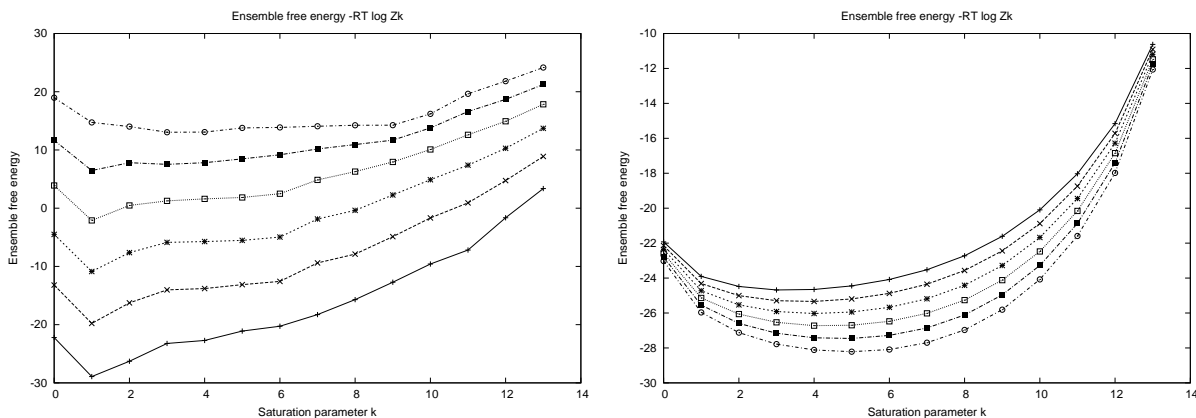 Ensemble free energy -RT log Zk
30
20
10
0
-10
-20
-30
0 2 4 6 8 10 12 14
Ensemble free energy
Saturation parameter k
Ensemble free energy -RT log Zk
-10
-12
-14
-16
-18
-20
-22
-24
-26
-28
-30
0 2 4 6 8 10 12 14
Ensemble free energy
Saturation parameter k